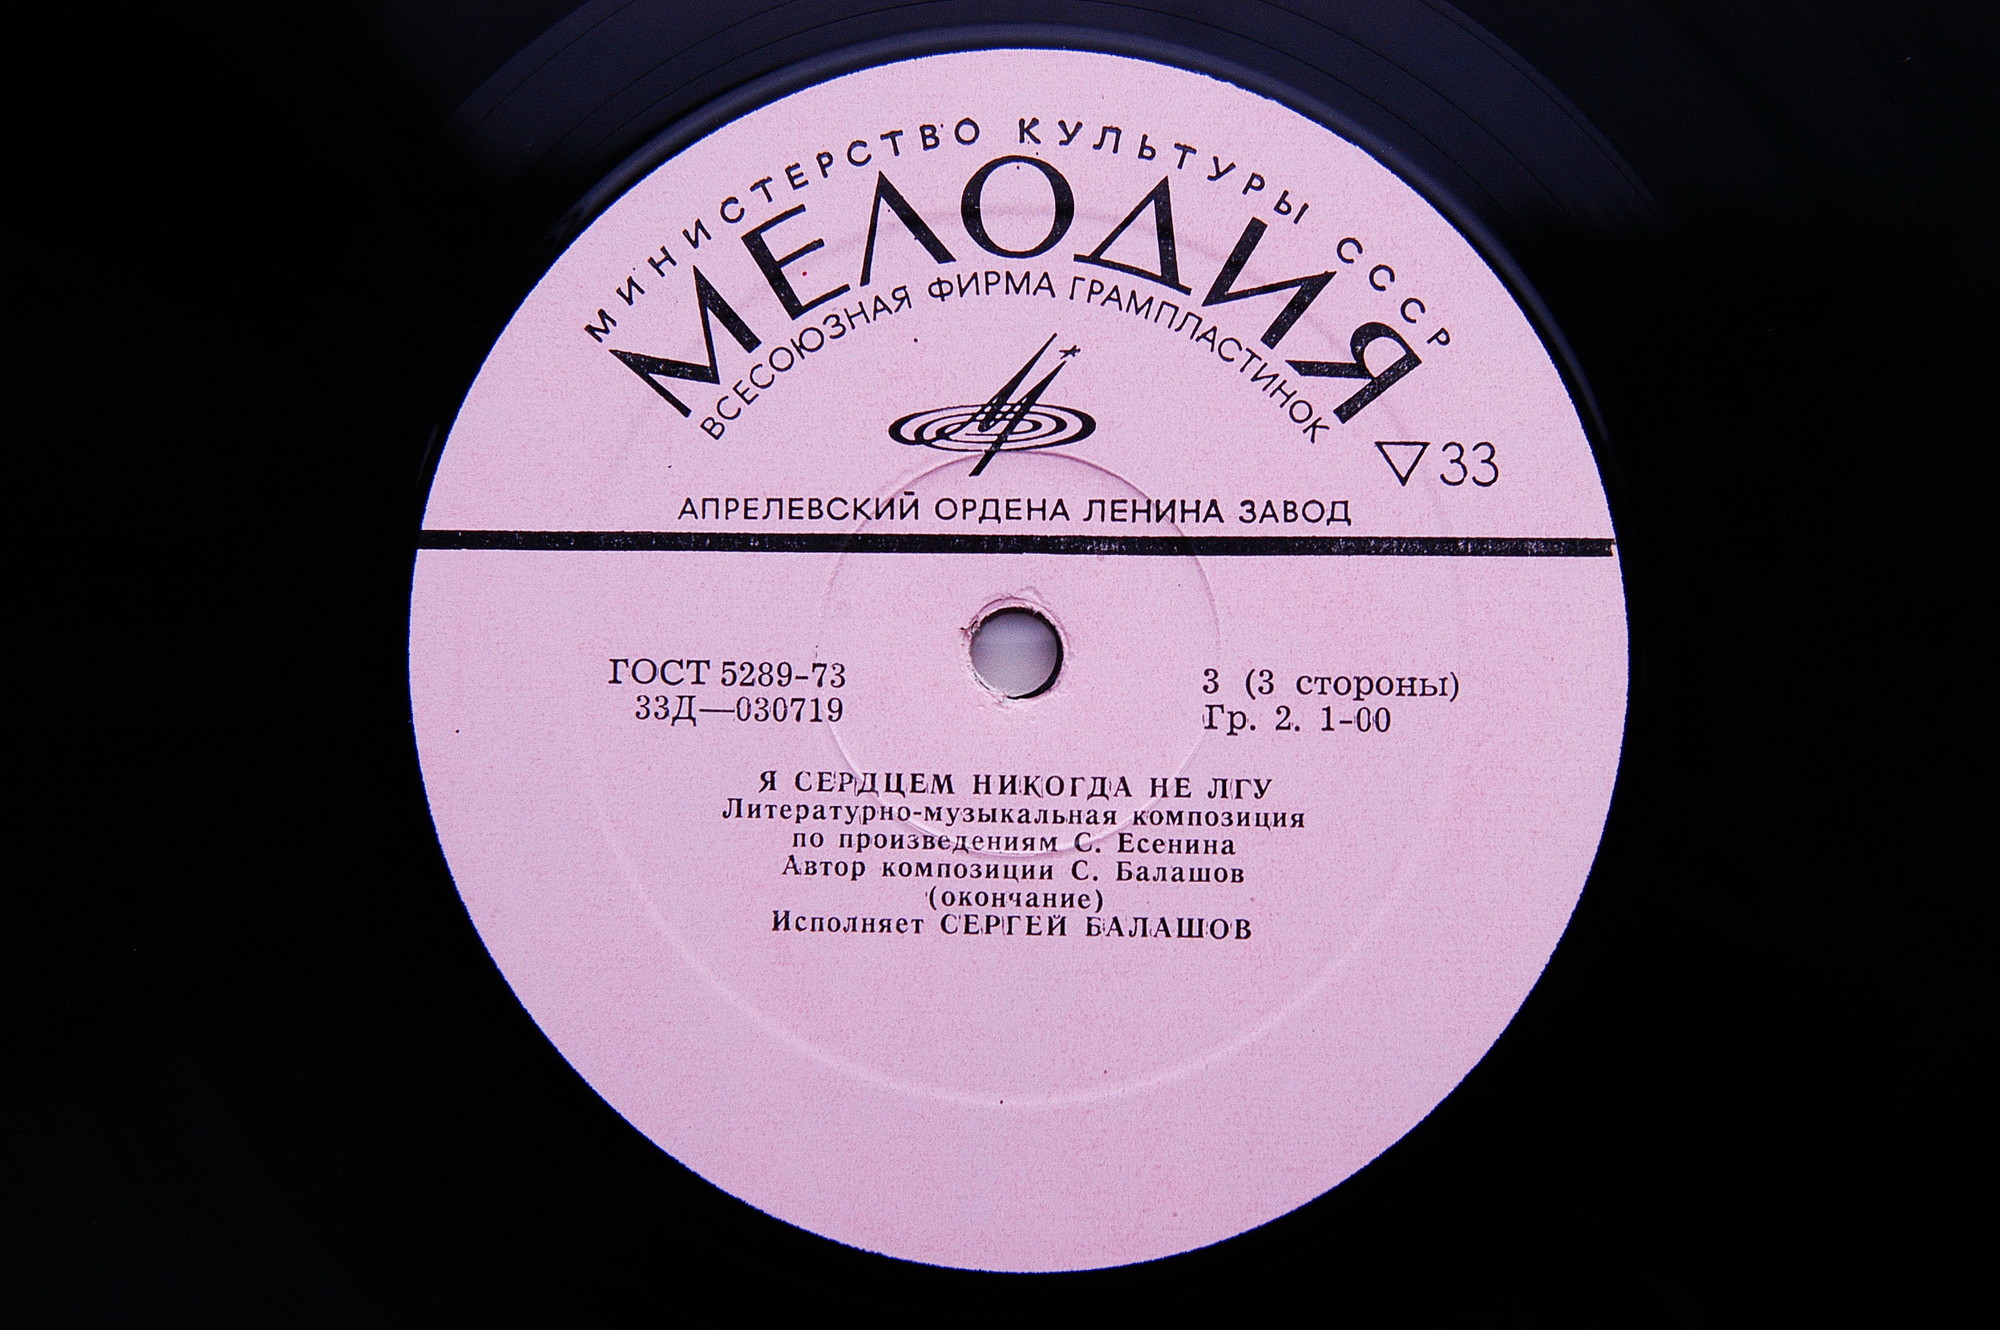 МИНИСТЕРСТВО КУЛЬТУРЫ СССР
МЕЛОДИЯ
ВСЕСОЮЗНАЯ ФИРМА ГРАМПЛАСТИНОК
33
АПРЕЛЕВСКИЙ ОРДЕНА ЛЕНИНА ЗАВОД
ГОСТ 5289-73
33Д—030719
3 (3 стороны)
Гр. 2. 1-00
Я СЕРДЦЕМ НИКОГДА НЕ ЛГУ
Литературно-музыкальная композиция
по произведениям С. Есенина
Автор композиции С. Балашов
(окончание)
Исполняет СЕРГЕЙ БАЛАШОВ